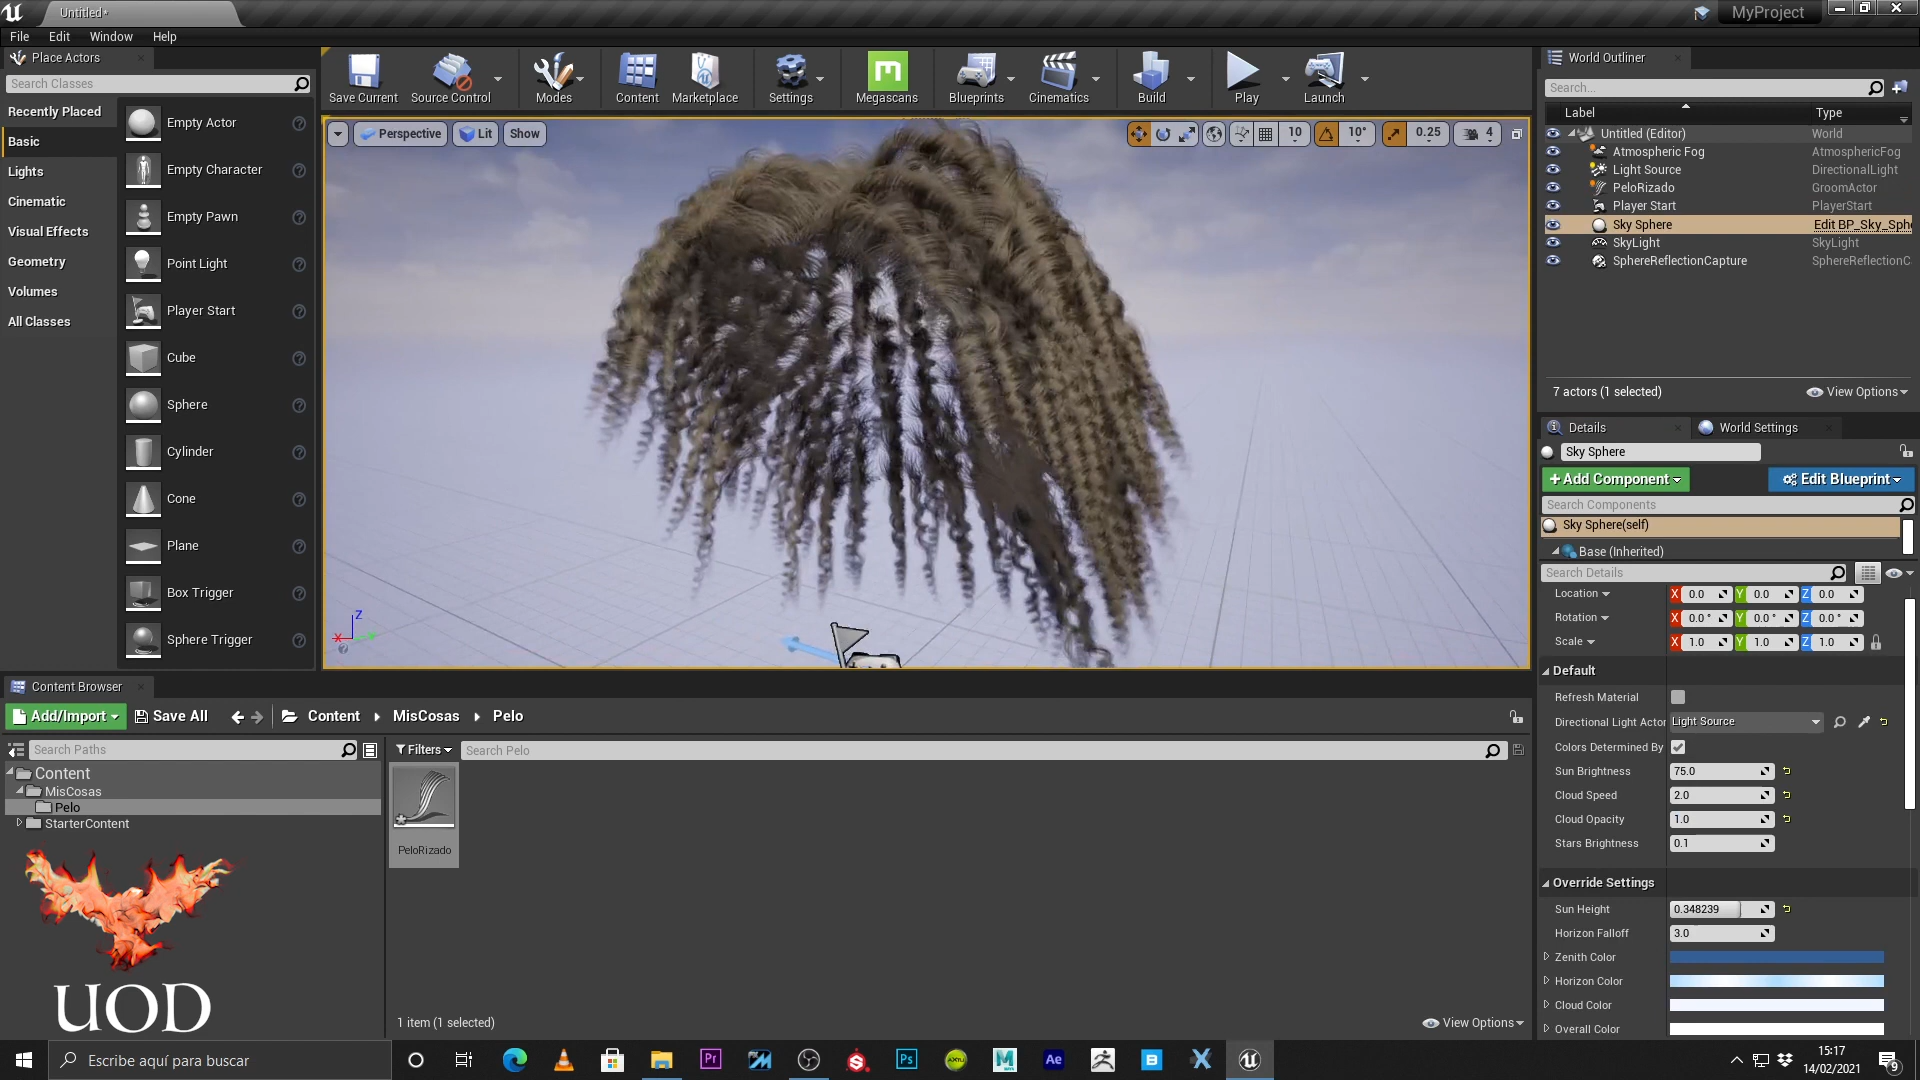 Untitled*
MyProject
File Edit Window Help
Place Actors
Search Classes
Recently Placed
Basic
Lights
Cinematic
Visual Effects
Geometry
Volumes
All Classes
Empty Actor
Empty Character
Empty Pawn
Point Light
Player Start
Cube
Sphere
Cylinder
Cone
Plane
Box Trigger
Sphere Trigger
Save Current Source Control Modes Content Marketplace Settings Megascans Blueprints Cinematics Build Play Launch
Perspective Lit Show
10 10° 0.25 4
Z
X
World Outliner
Search...
Label Type
Untitled (Editor) World
Atmospheric Fog AtmosphericFog
Light Source DirectionalLight
PeloRizado GroomActor
Player Start PlayerStart
Sky Sphere Edit BP_Sky_Sphe
SkyLight SkyLight
SphereReflectionCapture SphereReflectionC
7 actors (1 selected) View Options
Details World Settings
Sky Sphere
+Add Component Edit Blueprint
Search Components
Sky Sphere(self)
Base (Inherited)
Search Details
Location X 0.0 Y 0.0 Z 0.0
Rotation X 0.0 ° Y 0.0 ° Z 0.0 °
Scale X 1.0 Y 1.0 Z 1.0
Default
Refresh Material
Directional Light Actor Light Source
Colors Determined By
Sun Brightness 75.0
Cloud Speed 2.0
Cloud Opacity 1.0
Stars Brightness 0.1
Override Settings
Sun Height 0.348239
Horizon Falloff 3.0
Zenith Color
Horizon Color
Cloud Color
Overall Color
Content Browser
Add/Import Save All Content MisCosas Pelo
Search Paths
Filters Search Pelo
Content
MisCosas
Pelo
StarterContent
PeloRizado
UOD
1 item (1 selected) View Options
Escribe aquí para buscar
Pr
Ps
Ae
15:17
14/02/2021
9